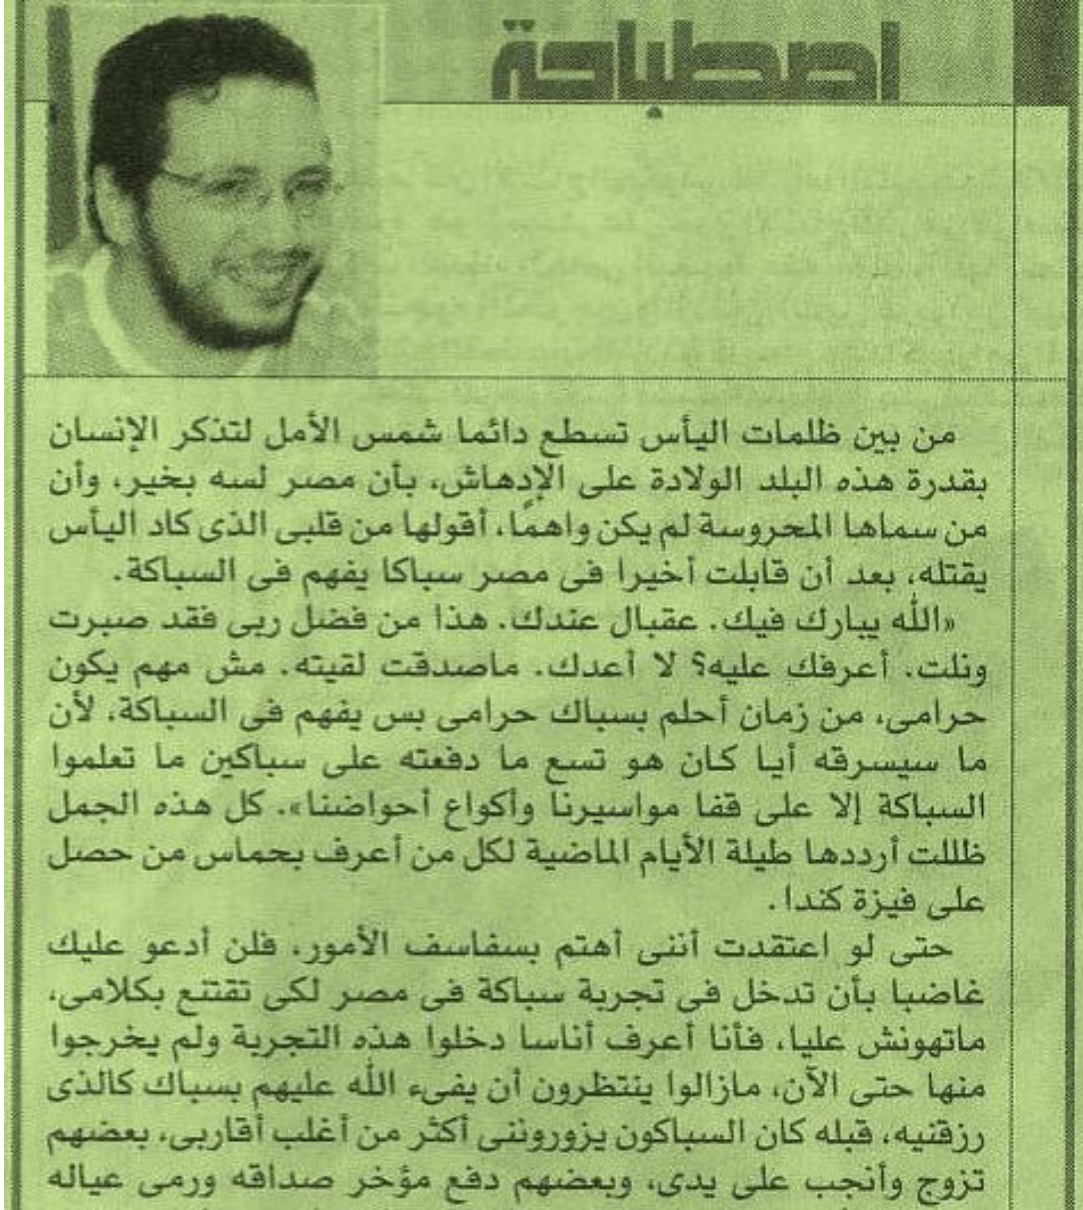 اصطباحة
من بين ظلمات اليأس تسطع دائما شمس الأمل لتذكر الإنسان
بقدرة هذه البلد الولادة على الإدهاش، بأن مصر لسه بخير، وأن
من سماها المحروسة لم يكن واهمًا، أقولها من قلبى الذى كاد اليأس
يقتله، بعد أن قابلت أخيرا فى مصر سباكا يفهم فى السباكة.
«الله يبارك فيك. عقبال عندك. هذا من فضل ربى فقد صبرت
ونلت. أعرفك عليه؟ لا أعدك. ماصدقت لقيته. مش مهم يكون
حرامى، من زمان أحلم بسباك حرامى بس يفهم فى السباكة، لأن
ما سيسرقه أيا كان هو تسع ما دفعته على سباكين ما تعلموا
السباكة إلا على قفا مواسيرنا وأكواع أحواضنا». كل هذه الجمل
ظللت أرددها طيلة الأيام الماضية لكل من أعرف بحماس من حصل
على فيزة كندا.
حتى لو اعتقدت أننى أهتم بسفاسف الأمور، فلن أدعو عليك
غاضبا بأن تدخل فى تجربة سباكة فى مصر لكى تقتنع بكلامى،
ماتهونش عليا، فأنا أعرف أناسا دخلوا هذه التجربة ولم يخرجوا
منها حتى الآن، مازالوا ينتظرون أن يفىء الله عليهم بسباك كالذى
رزقنيه، قبله كان السباكون يزوروننى أكثر من أغلب أقاربى، بعضهم
تزوج وأنجب على يدى، وبعضهم دفع مؤخر صداقه ورمى عياله